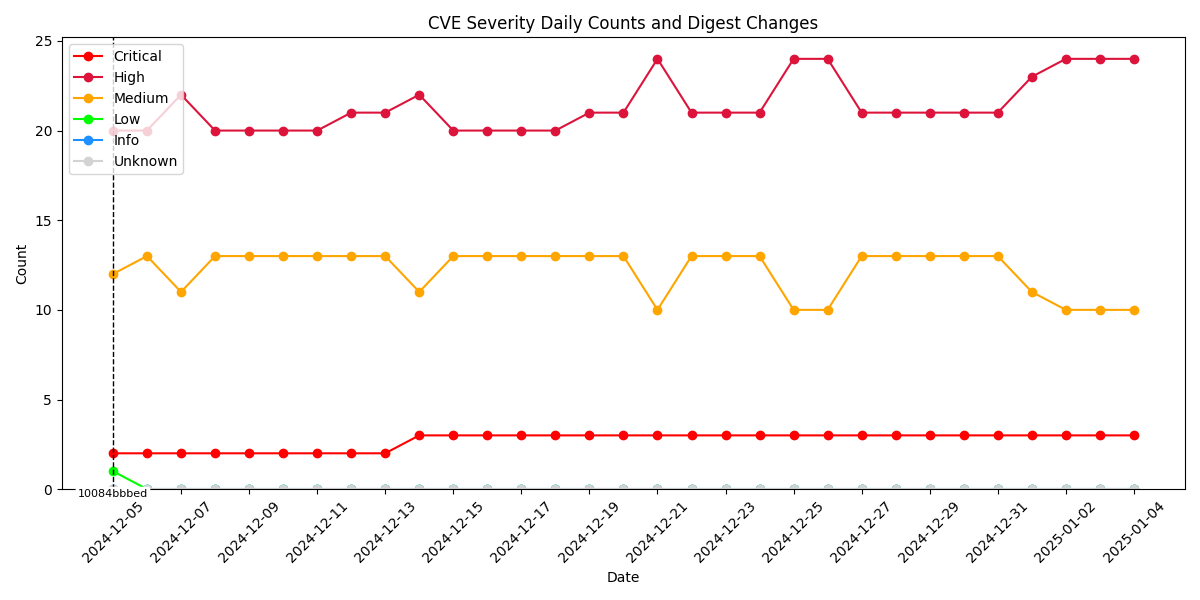 CVE Severity Daily Counts and Digest Changes
Critical
High
Medium
Low
Info
Unknown
Count
25
20
15
10
5
0
10084bbbed
2024-12-05
2024-12-07
2024-12-09
2024-12-11
2024-12-13
2024-12-15
2024-12-17
2024-12-19
2024-12-21
2024-12-23
2024-12-25
2024-12-27
2024-12-29
2024-12-31
2025-01-02
2025-01-04
Date